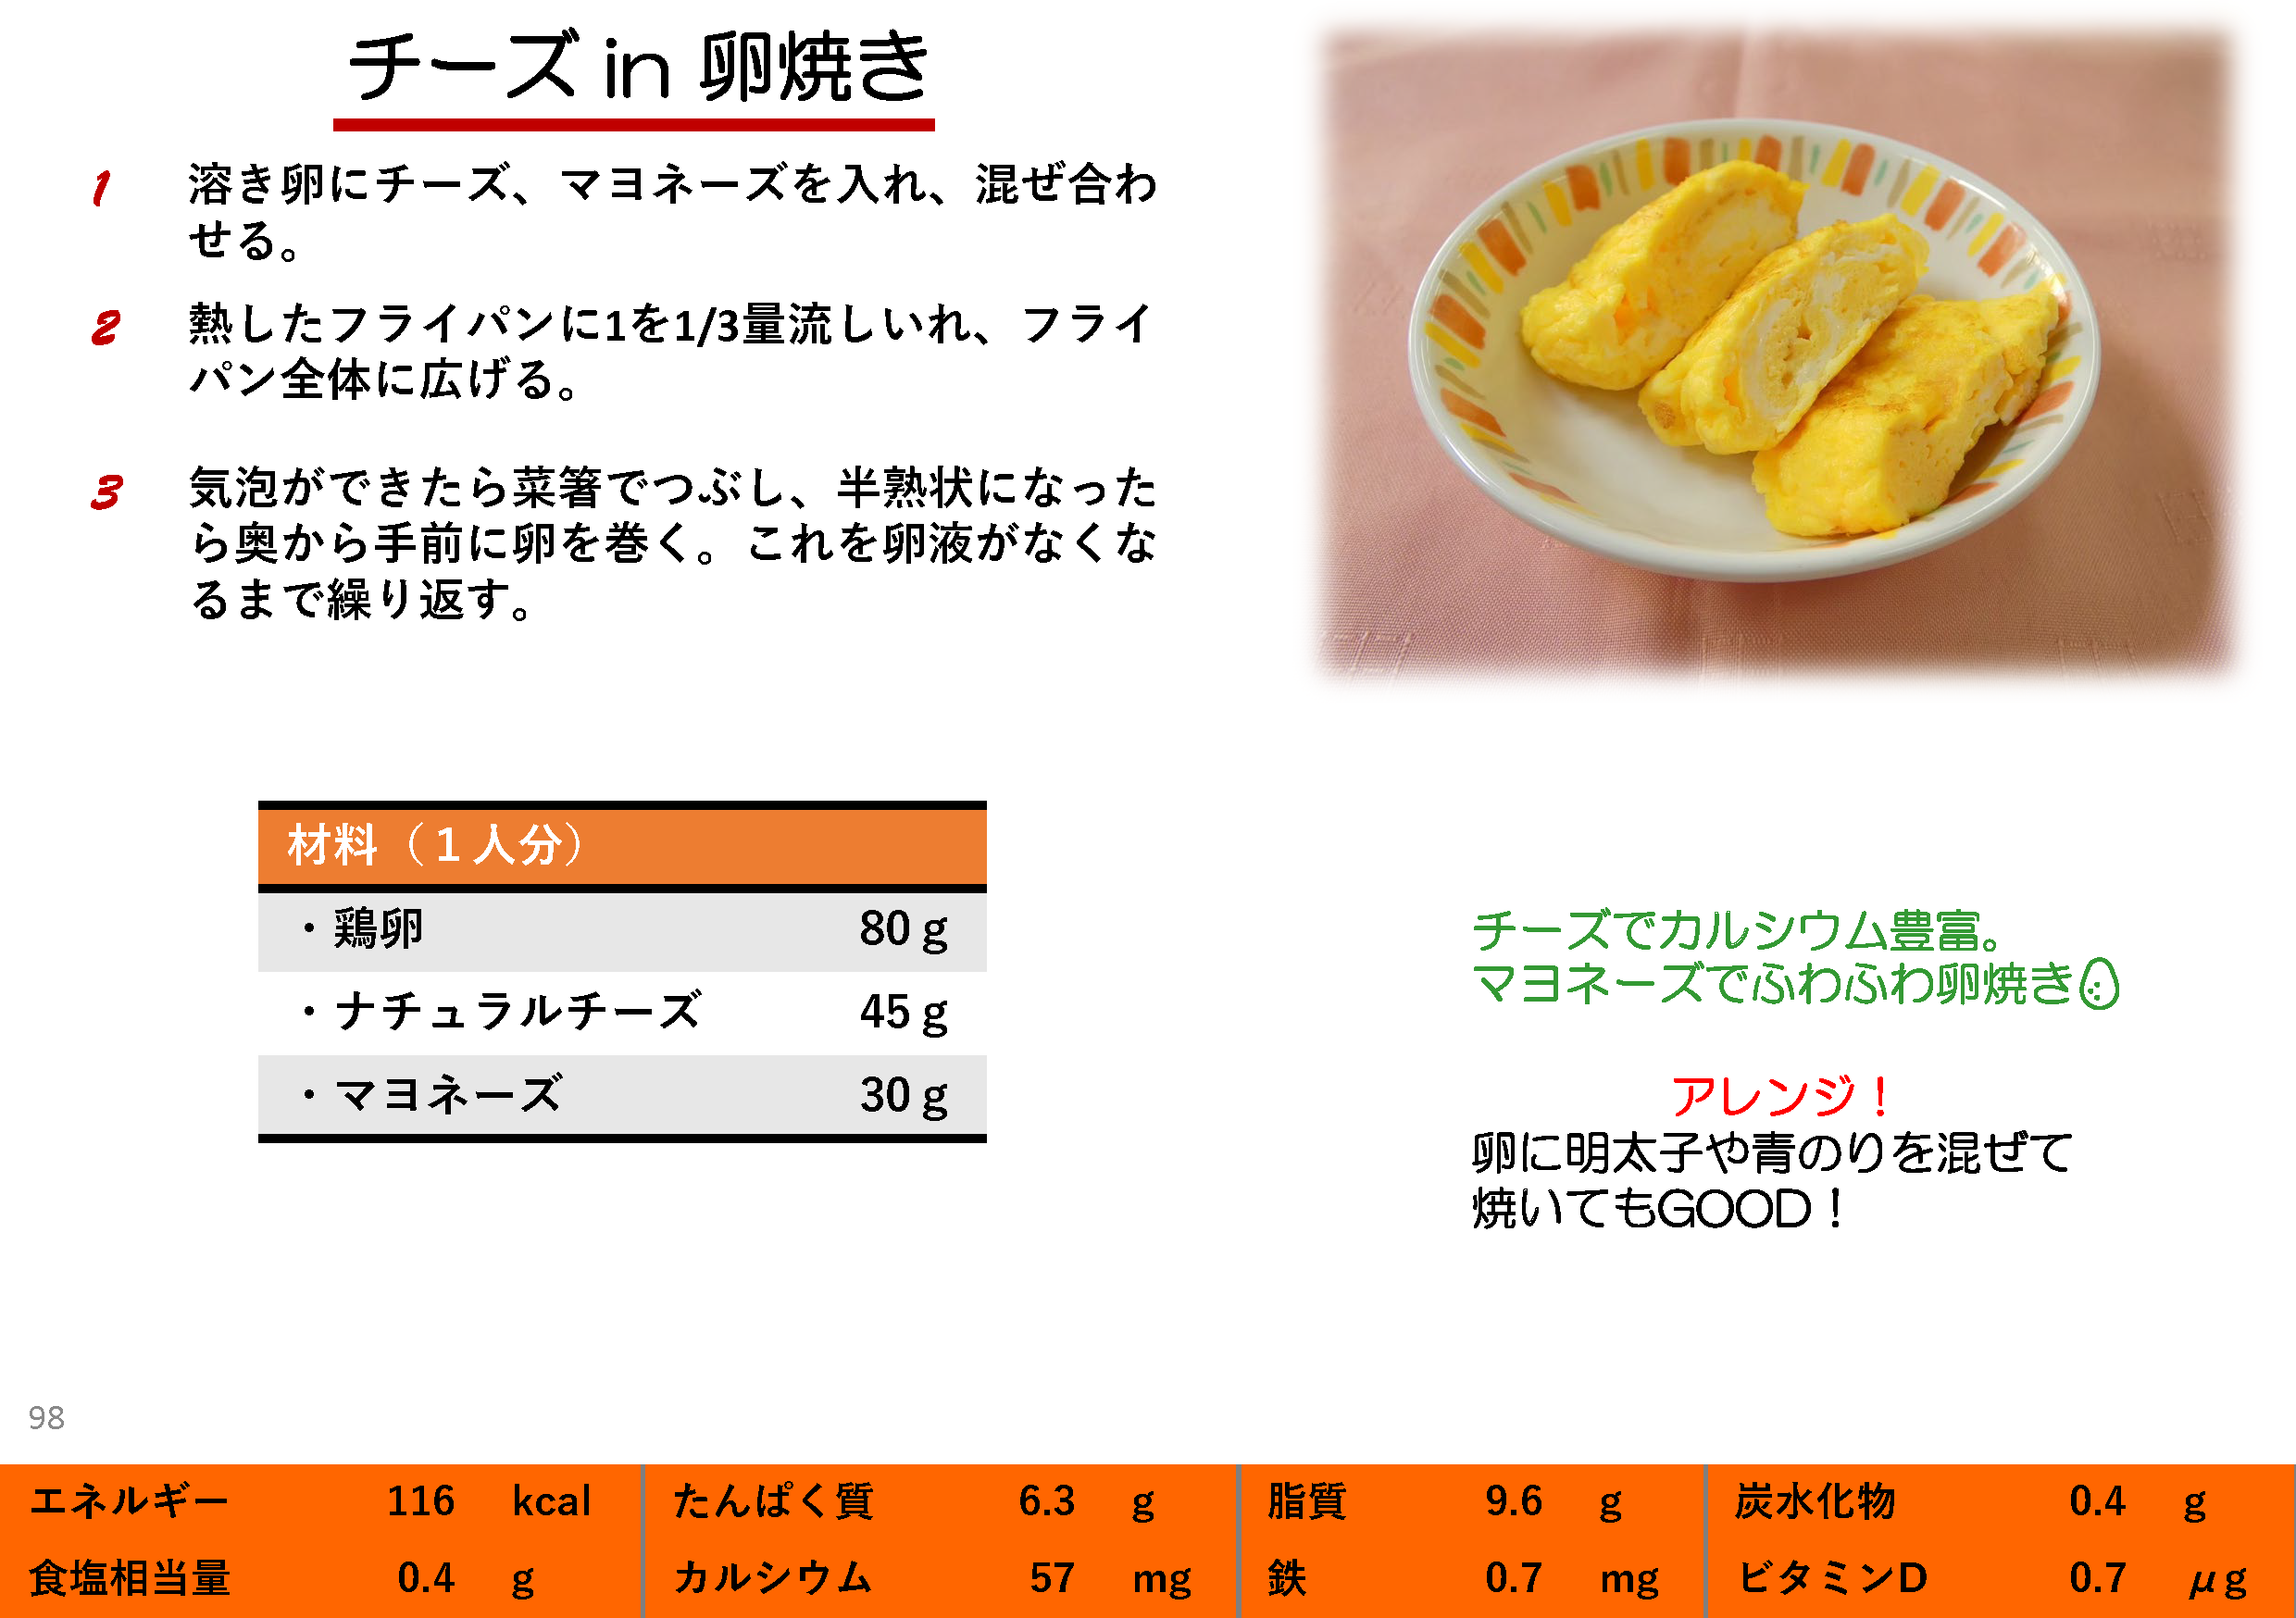 チーズ in 卵焼き
1 溶き卵にチーズ、マヨネーズを入れ、混ぜ合わ
せる。
2 熱したフライパンに1を1/3量流しいれ、フライ
パン全体に広げる。
3 気泡ができたら菜箸でつぶし、半熟状になった
ら奥から手前に卵を巻く。これを卵液がなくな
るまで繰り返す。
材料（１人分）
・鶏卵 80 g
・ナチュラルチーズ 45 g
・マヨネーズ 30 g
チーズでカルシウム豊富。
マヨネーズでふわふわ卵焼き
アレンジ！
卵に明太子や青のりを混ぜて
焼いてもGOOD！
98
エネルギー 116 kcal たんぱく質 6.3 g 脂質 9.6 g 炭水化物 0.4 g
食塩相当量 0.4 g カルシウム 57 mg 鉄 0.7 mg ビタミンD 0.7 μg